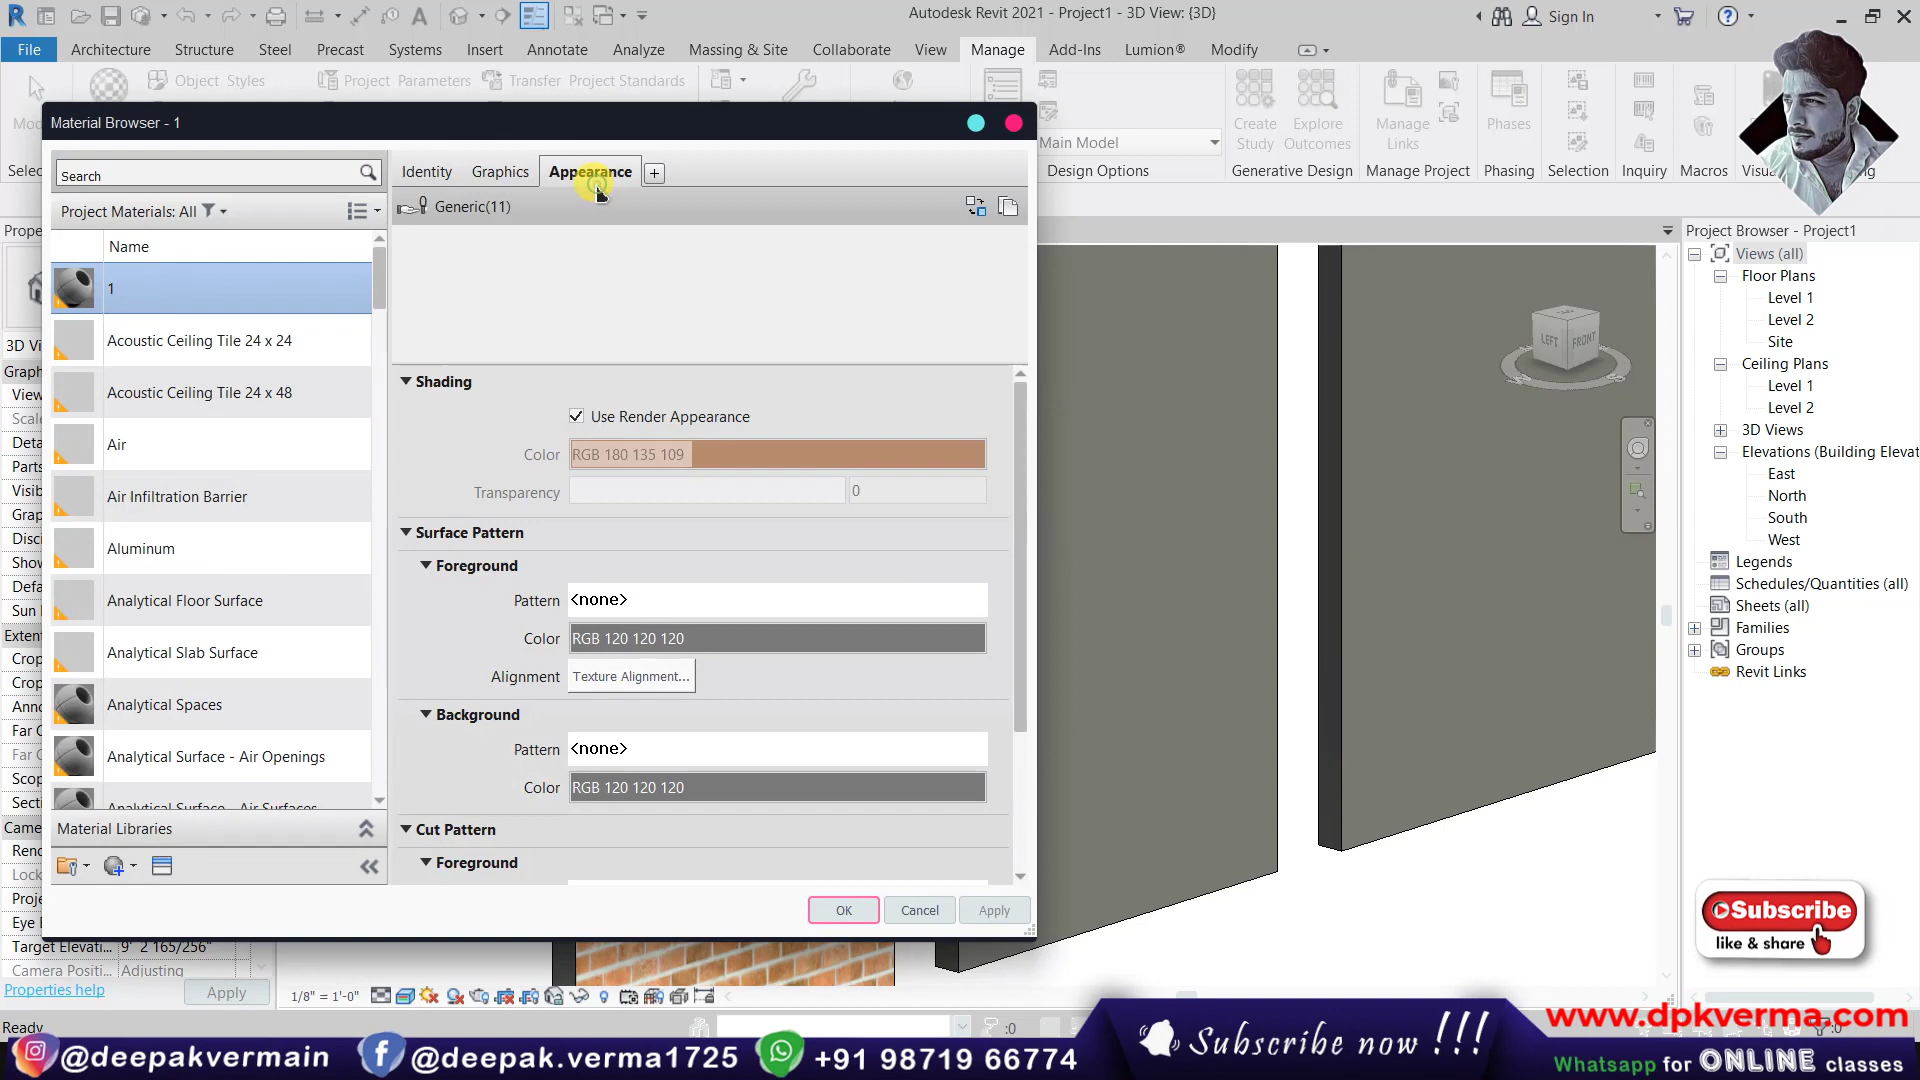 Autodesk Revit 2021 - Project1 - 3D View: {3D}
Sign In
File
Architecture
Structure
Steel
Precast
Systems
Insert
Annotate
Analyze
Massing & Site
Collaborate
View
Manage
Add-Ins
Lumion®
Modify
Object Styles
Project Parameters
Transfer Project Standards
Main Model
Design Options
Create
Study
Explore
Outcomes
Generative Design
Manage
Links
Manage Project
Phases
Phasing
Selection
Inquiry
Macros
Material Browser - 1
Search
Project Materials: All
Name
1
Acoustic Ceiling Tile 24 x 24
Acoustic Ceiling Tile 24 x 48
Air
Air Infiltration Barrier
Aluminum
Analytical Floor Surface
Analytical Slab Surface
Analytical Spaces
Analytical Surface - Air Openings
Analytical Surface - Air Surfaces
Material Libraries
Identity
Graphics
Appearance
Generic(11)
Shading
Use Render Appearance
Color
RGB 180 135 109
Transparency
0
Surface Pattern
Foreground
Pattern
<none>
Color
RGB 120 120 120
Alignment
Texture Alignment...
Background
Pattern
<none>
Color
RGB 120 120 120
Cut Pattern
Foreground
OK
Cancel
Apply
Target Elevati... 9' 2 165/256"
Camera Positi... Adjusting
Properties help
Apply
1/8" = 1'-0"
Ready
:0
:0
LEFT
FRONT
Project Browser - Project1
Views (all)
Floor Plans
Level 1
Level 2
Site
Ceiling Plans
Level 1
Level 2
3D Views
Elevations (Building Elevat
East
North
South
West
Legends
Schedules/Quantities (all)
Sheets (all)
Families
Groups
Revit Links
Subscribe
like & share
www.dpkverma.com
@deepakvermain
@deepak.verma1725
+91 98719 66774
Subscribe now !!!
Whatsapp for ONLINE classes